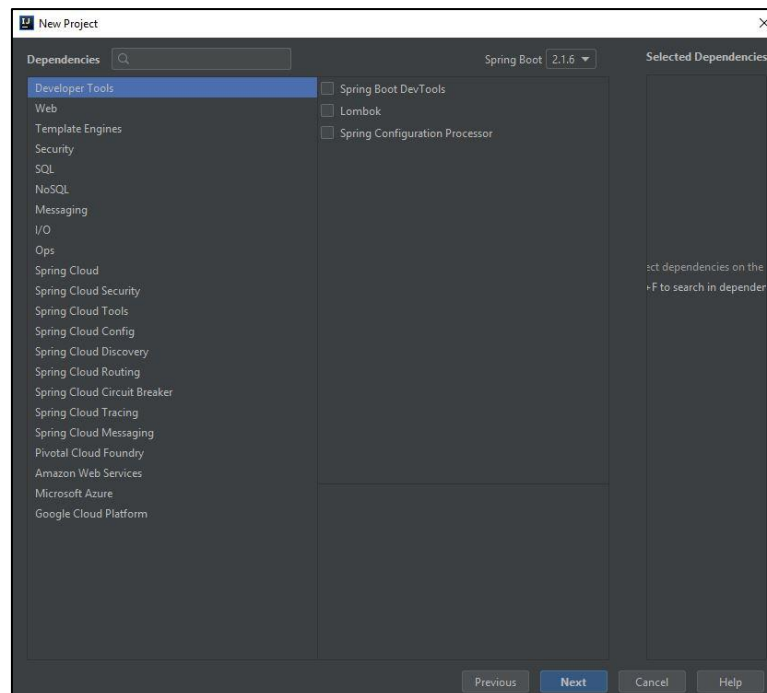 IJ New Project
Dependencies
Spring Boot 2.1.6
Selected Dependencies
Developer Tools
Web
Template Engines
Security
SQL
NoSQL
Messaging
I/O
Ops
Spring Cloud
Spring Cloud Security
Spring Cloud Tools
Spring Cloud Config
Spring Cloud Discovery
Spring Cloud Routing
Spring Cloud Circuit Breaker
Spring Cloud Tracing
Spring Cloud Messaging
Pivotal Cloud Foundry
Amazon Web Services
Microsoft Azure
Google Cloud Platform
Spring Boot DevTools
Lombok
Spring Configuration Processor
ect dependencies on the
+F to search in depender
Previous Next Cancel Help